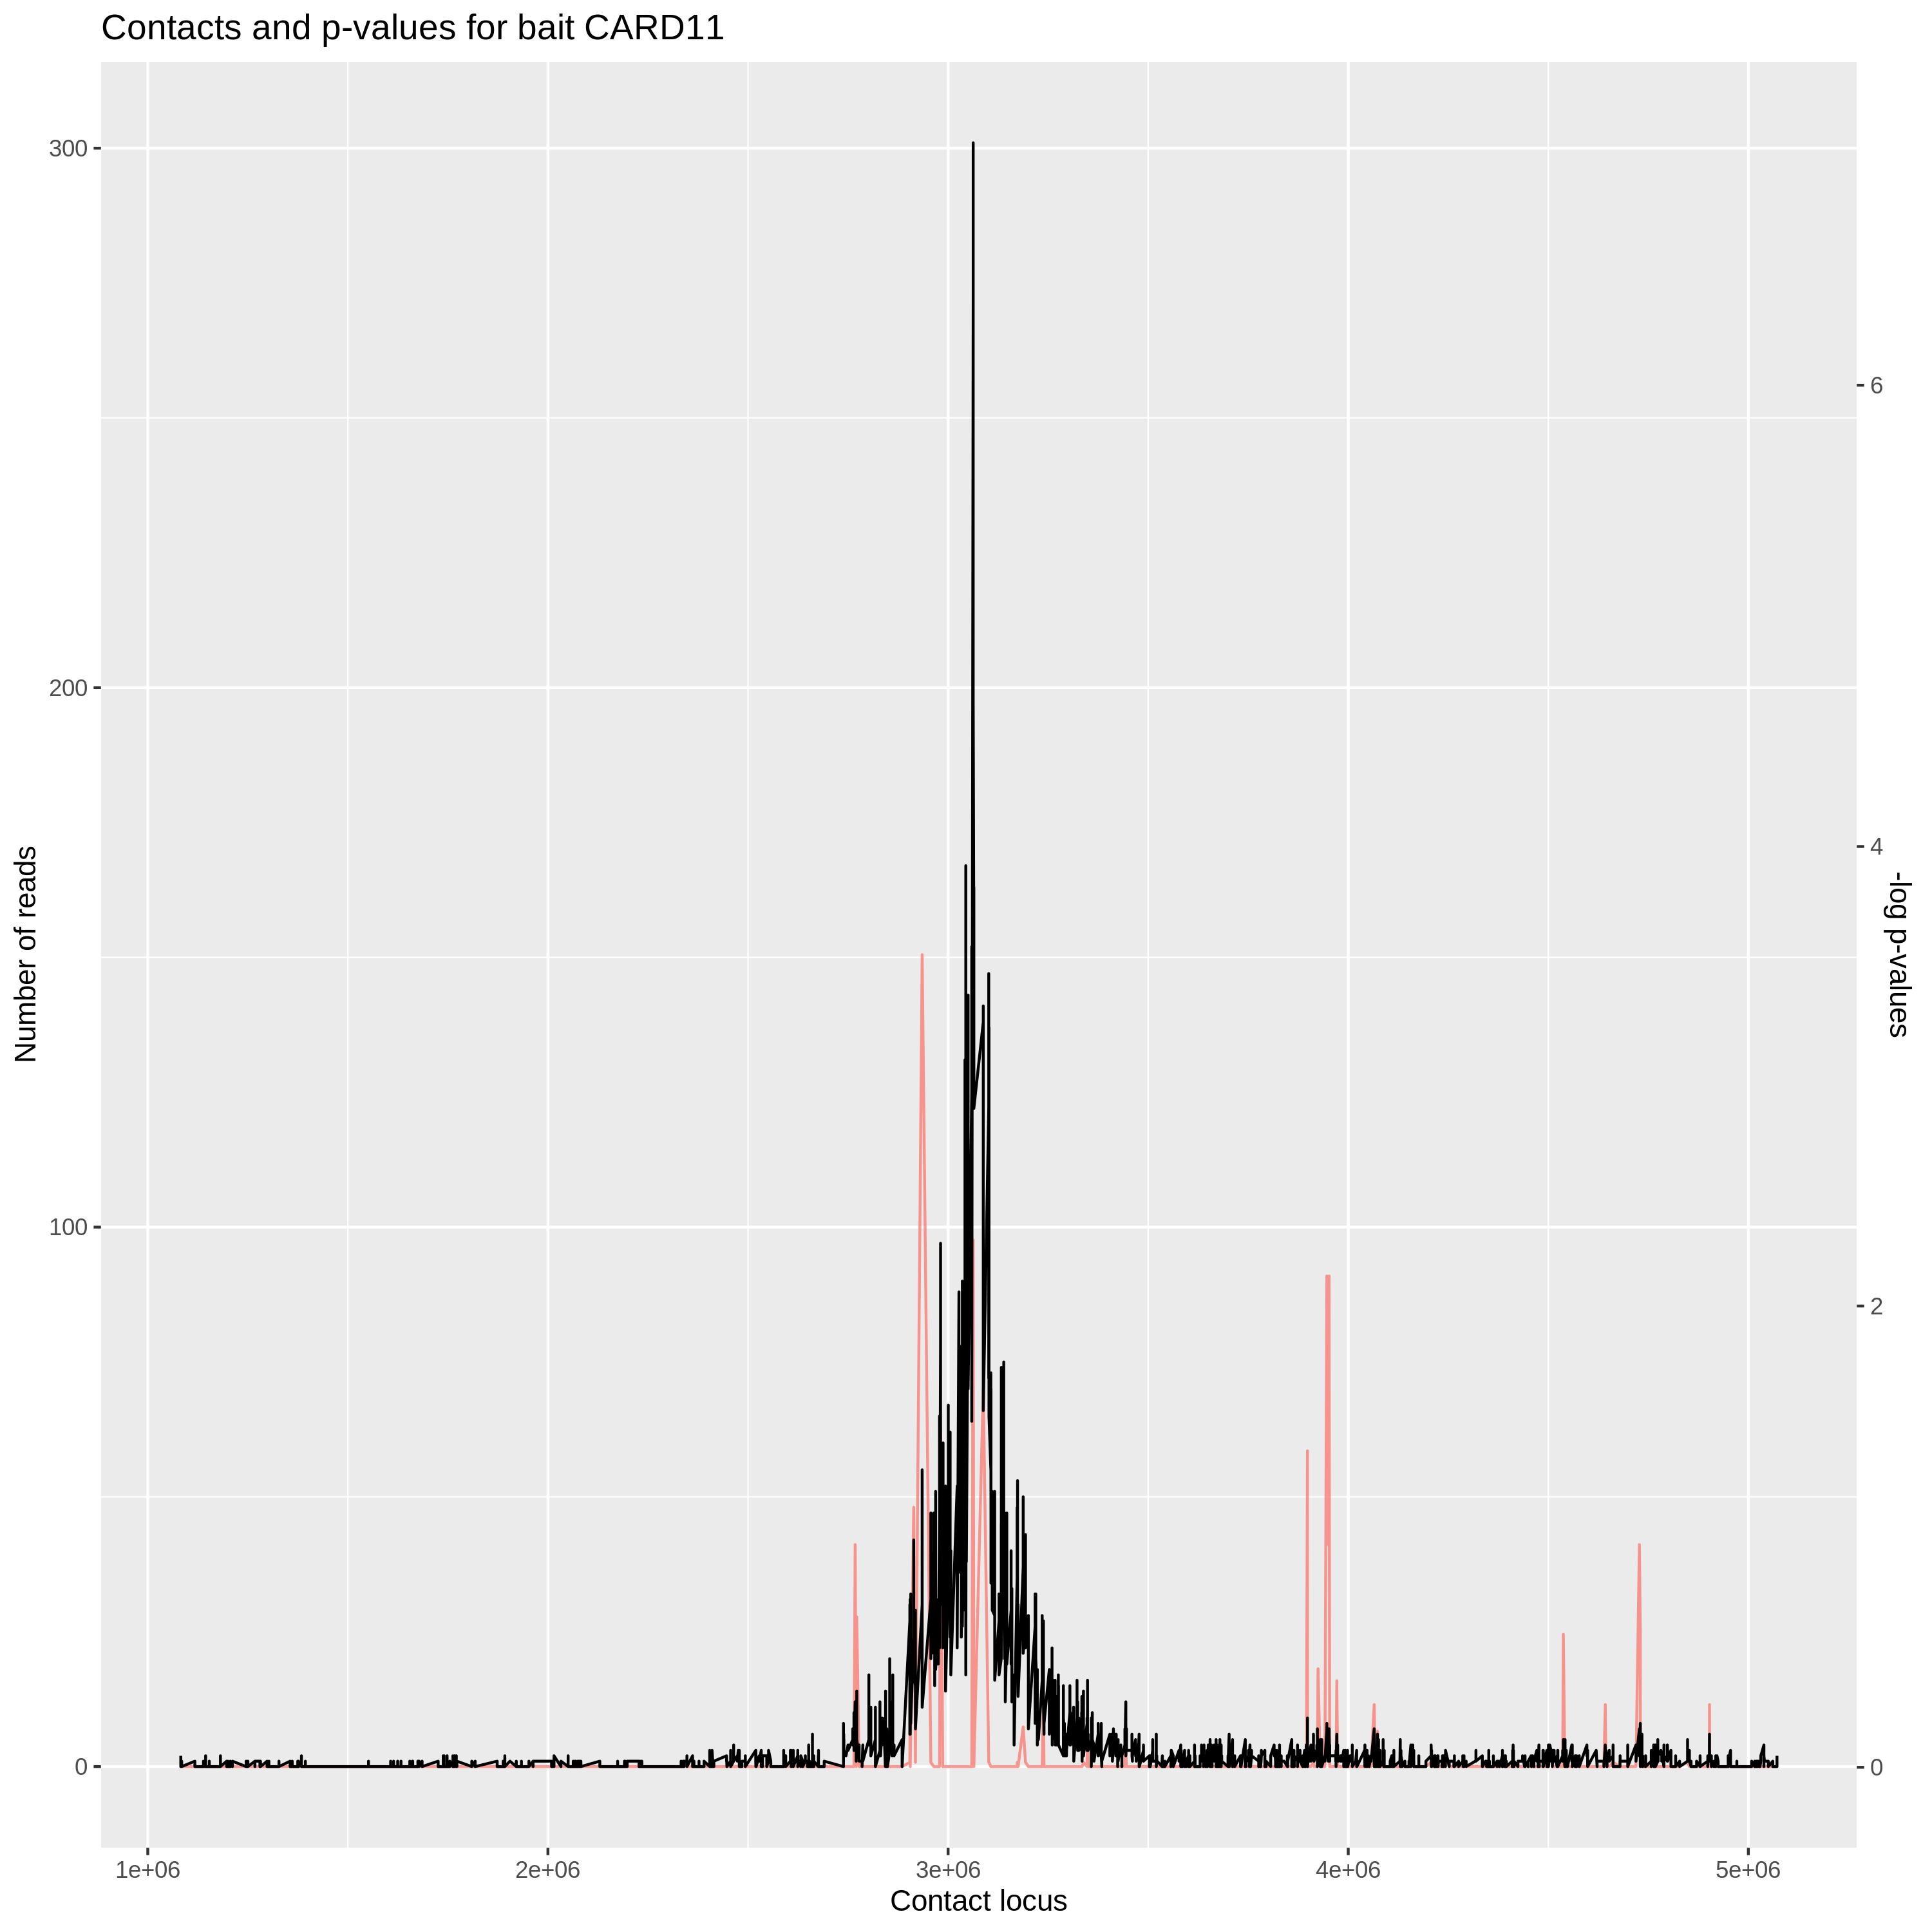 Contacts and p-values for bait CARD11
300
200
100
0
Number of reads
6
4
2
0
-log p-values
1e+06
2e+06
3e+06
4e+06
5e+06
Contact locus